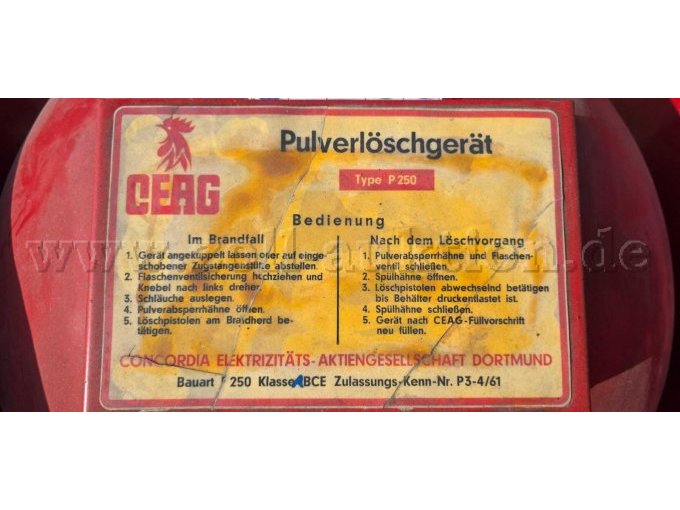 CEAG
Pulverlöschgerät
Type P 250
Bedienung
Im Brandfall
1. Gerät angekuppelt lassen oder auf einge-
schobener Zugstangenstütze abstellen.
2. Flaschenventilsicherung hochziehen und
Knebel nach links drehen.
3. Schläuche auslegen.
4. Pulverabsperrhähne öffnen.
5. Löschpistolen am Brandherd be-
tätigen.
Nach dem Löschvorgang
1. Pulverabsperrhähne und Flaschen-
ventil schließen.
2. Spülhähne öffnen.
3. Löschpistolen abwechselnd betätigen
bis Behälter druckentlastet ist.
4. Spülhähne schließen.
5. Gerät nach CEAG-Füllvorschrift
neu füllen.
CONCORDIA ELEKTRIZITÄTS-AKTIENGESELLSCHAFT DORTMUND
Bauart P 250 Klasse ABCE Zulassungs-Kenn-Nr. P3-4/61